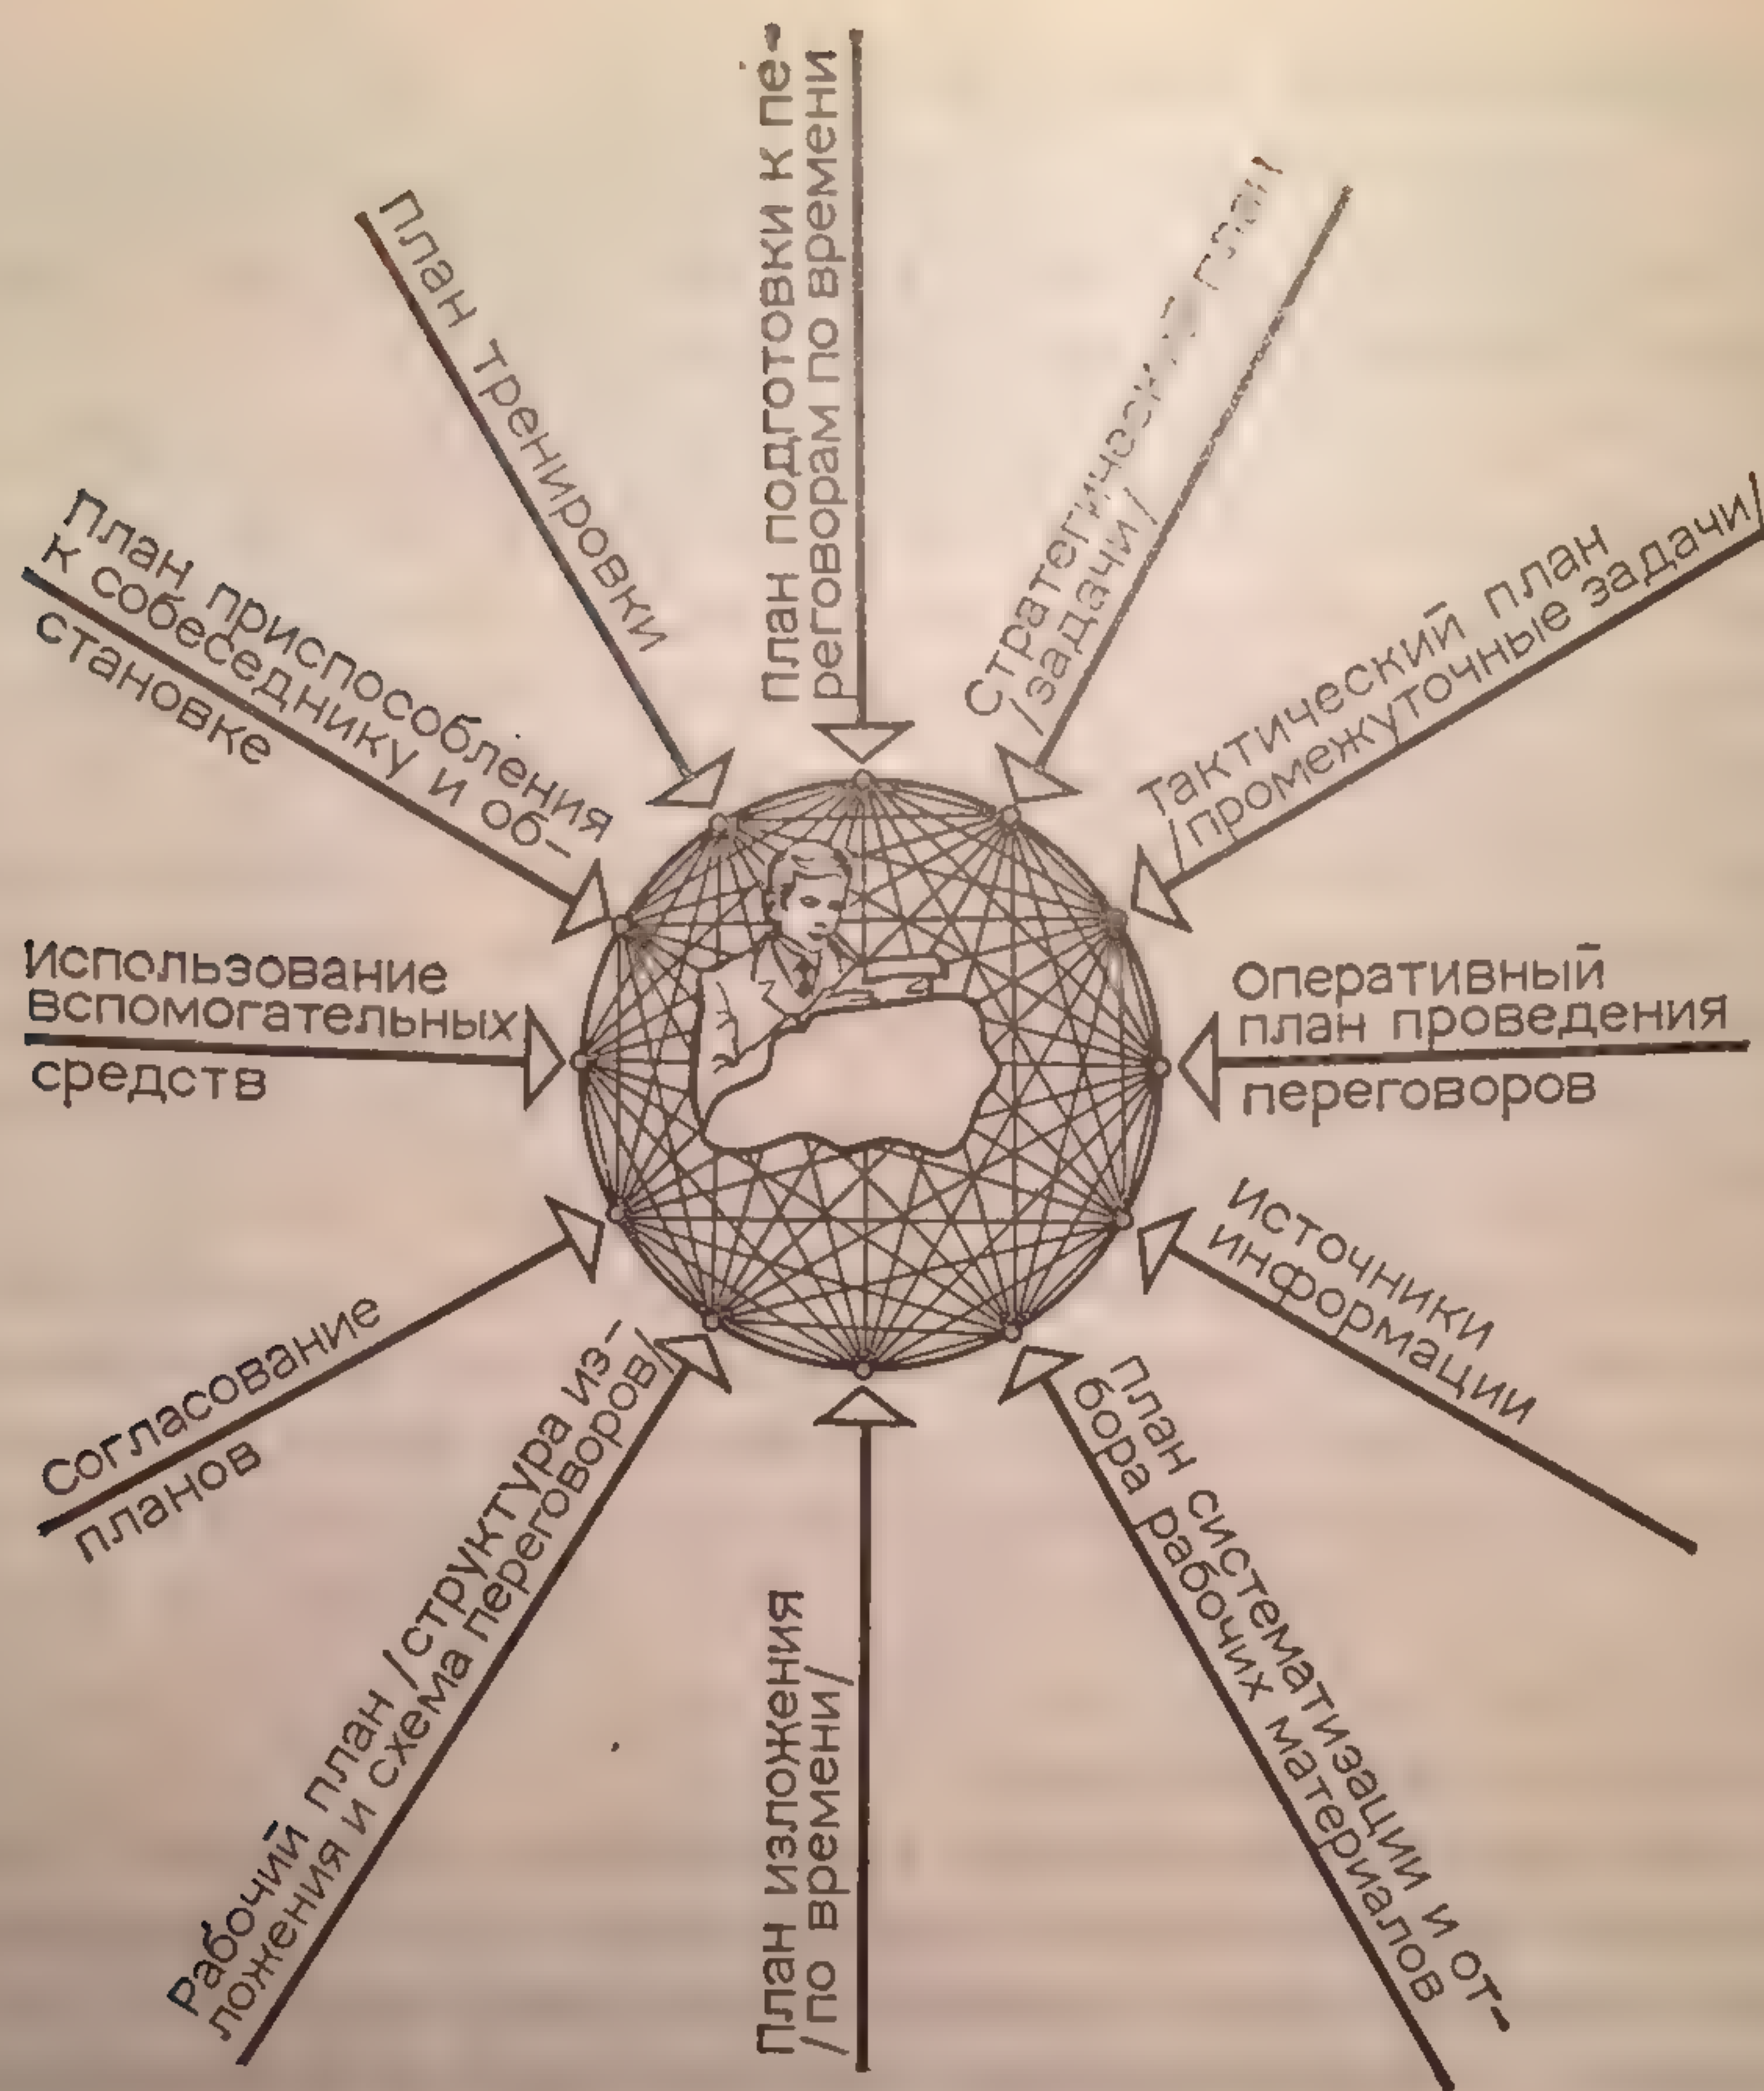 План подготовки к пе-
реговорам по времени
Стратегический план
/задачи/
Тактический план
/промежуточные задачи/
Оперативный
план проведения
переговоров
Источники
информации
План систематизации и от-
бора рабочих материалов
План изложения
/по времени/
Рабочий план /структура из-
ложения и схема переговоров/
Согласование
планов
Использование
вспомогательных
средств
План приспособления
к собеседнику и об-
становке
План тренировки